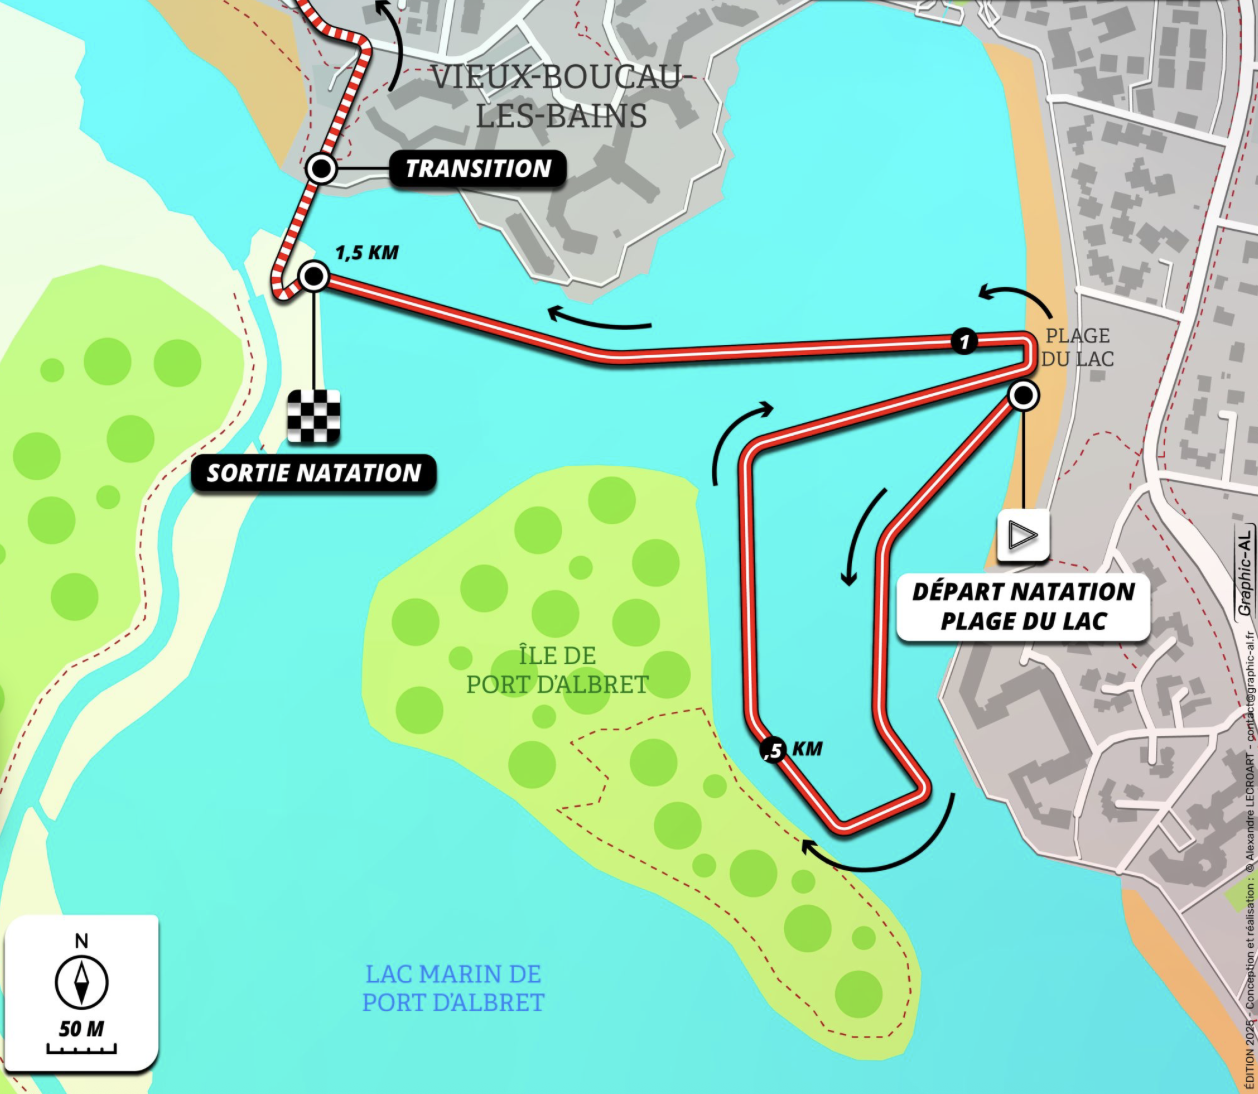 VIEUX-BOUCAU-
LES-BAINS
TRANSITION
1,5 KM
1
PLAGE
DU LAC
SORTIE NATATION
DÉPART NATATION
PLAGE DU LAC
ÎLE DE
PORT D'ALBRET
,5 KM
LAC MARIN DE
PORT D'ALBRET
N
50 M
Graphic-AL
ÉDITION 2025 - Conception et réalisation : © Alexandre LECROART - contact@graphic-al.fr